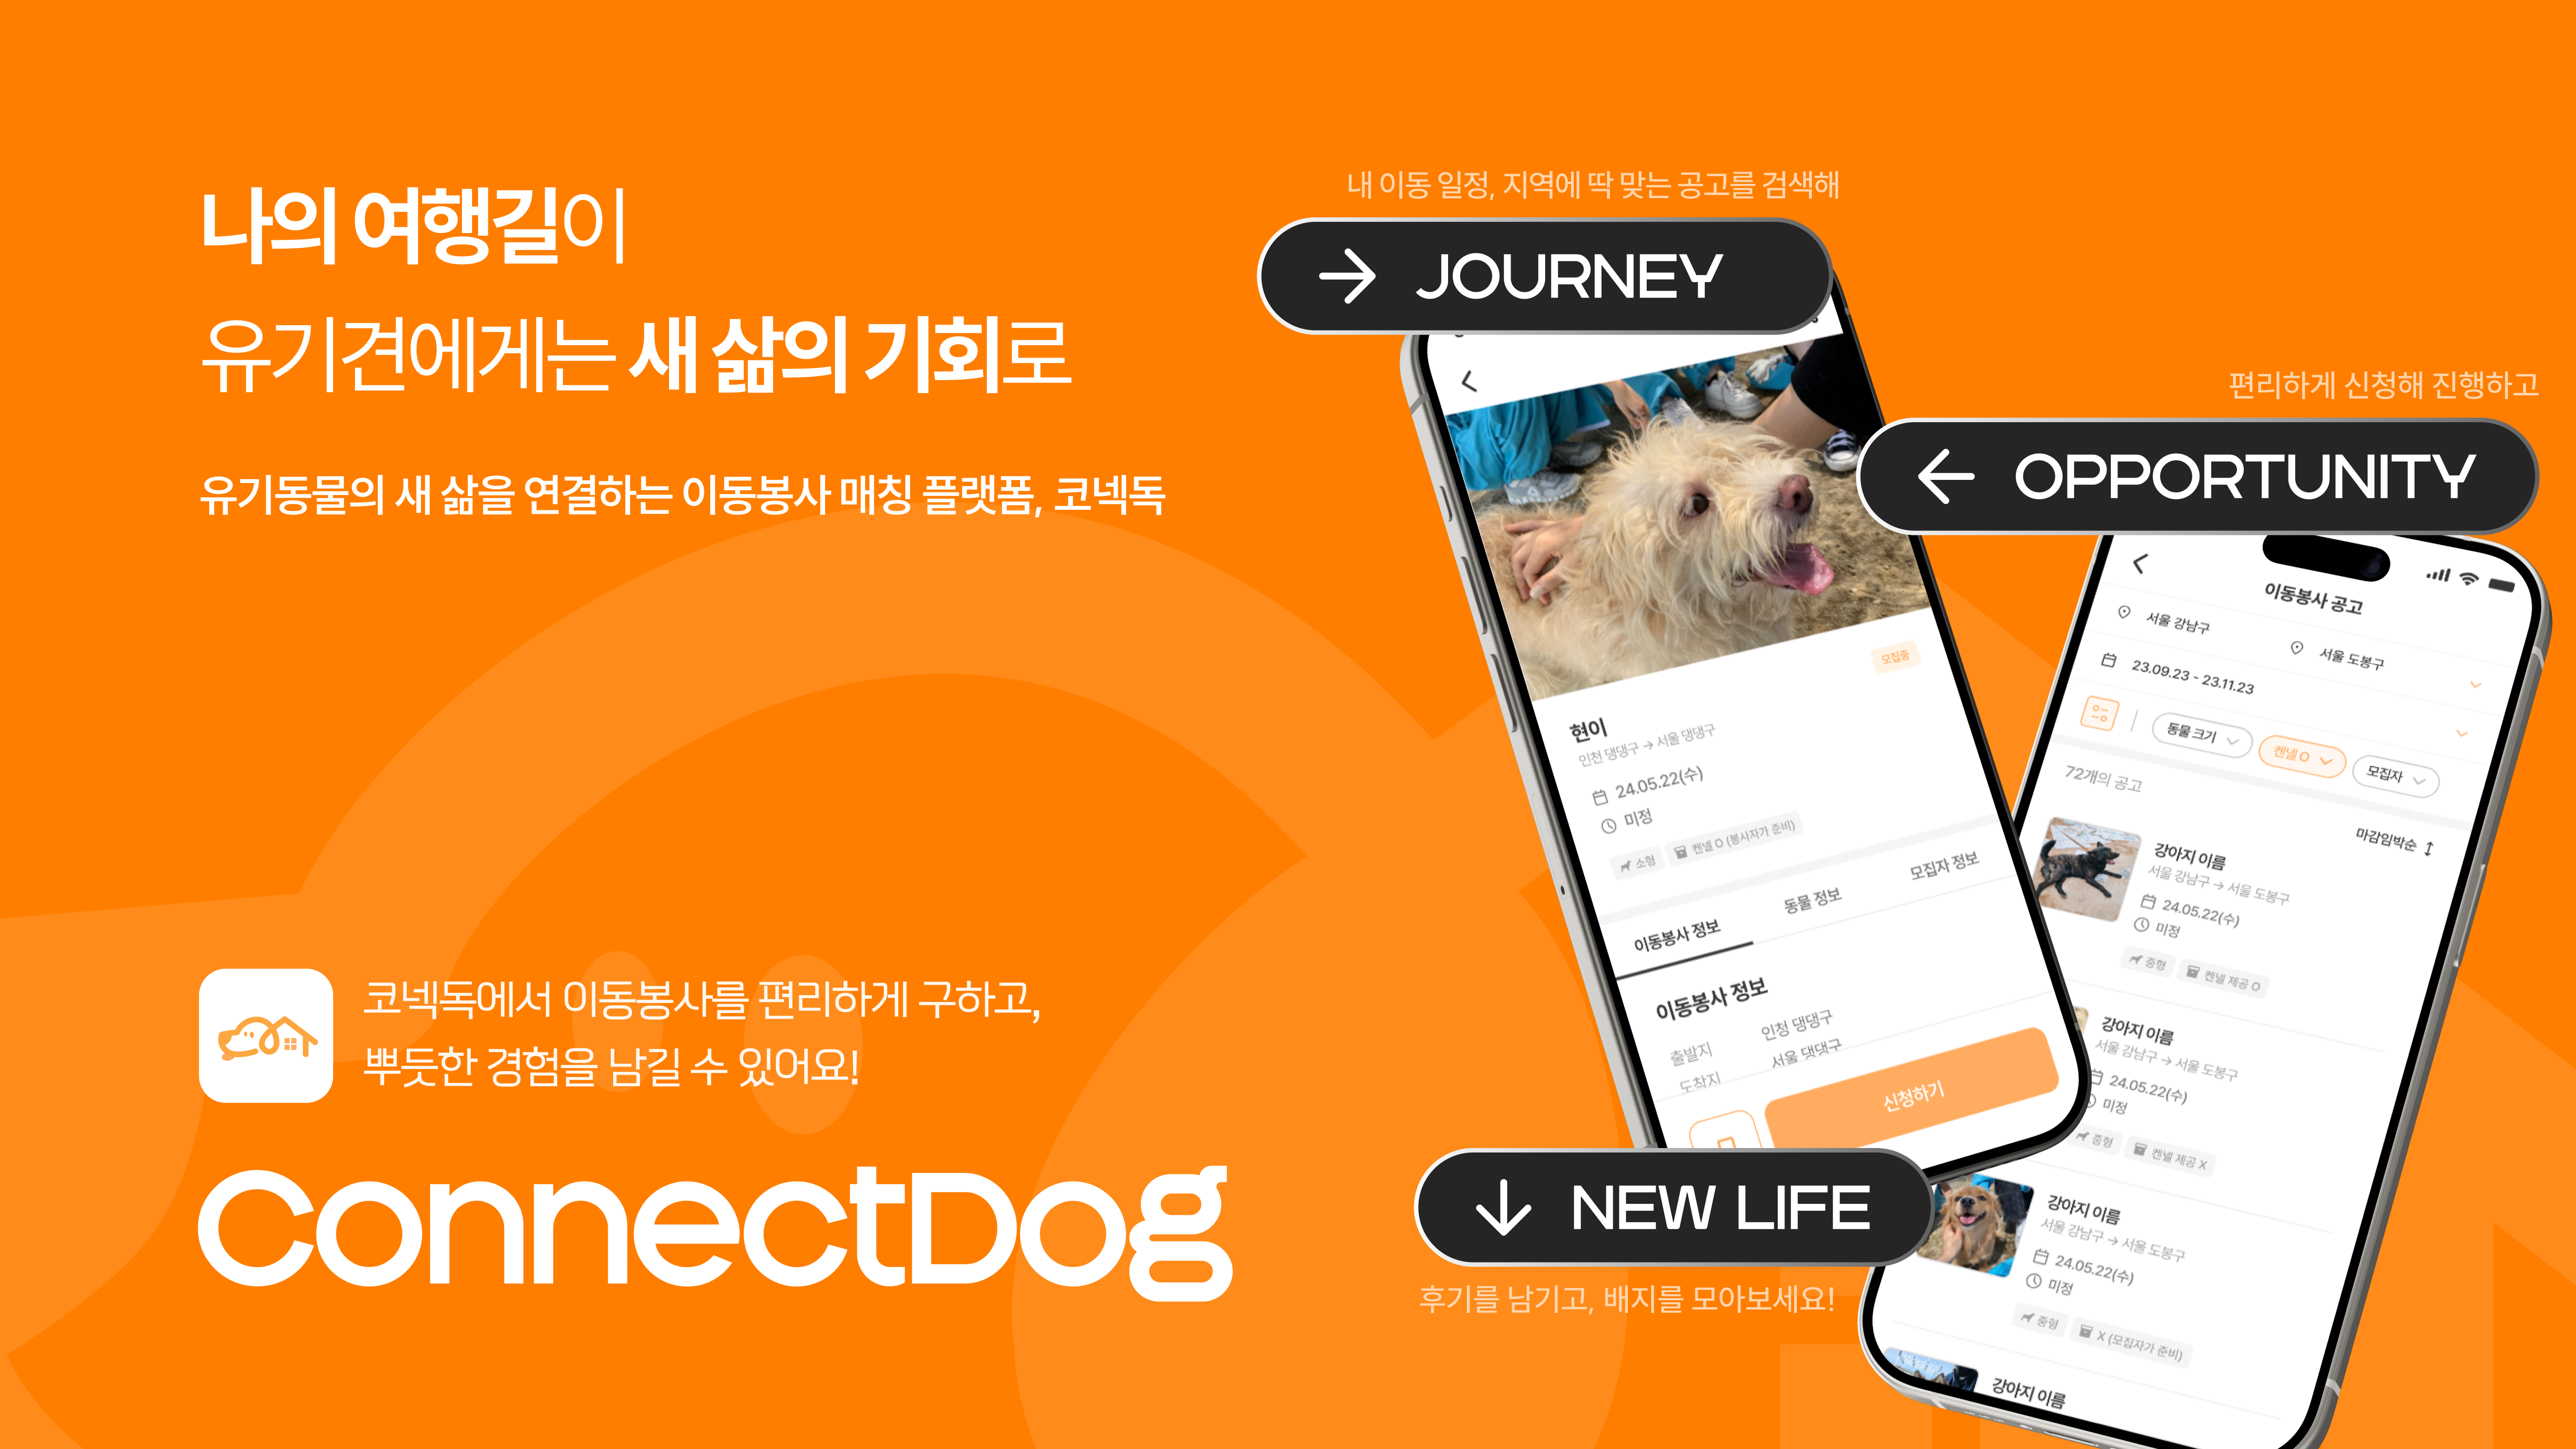 나의 여행길이
유기견에게는 새 삶의 기회로
유기동물의 새 삶을 연결하는 이동봉사 매칭 플랫폼, 코넥독
코넥독에서 이동봉사를 편리하게 구하고,
뿌듯한 경험을 남길 수 있어요!
ConnectDog
내 이동 일정, 지역에 딱 맞는 공고를 검색해
→ JOURNEY
편리하게 신청해 진행하고
← OPPORTUNITY
↓ NEW LIFE
후기를 남기고, 배지를 모아보세요!
모집중
현이
인천 댕댕구 → 서울 댕댕구
24.05.22(수)
미정
소형 켄넬 O (봉사자가 준비)
이동봉사 정보 동물 정보 모집자 정보
이동봉사 정보
출발지 인청 댕댕구
도착지 서울 댕댕구
신청하기
이동봉사 공고
서울 강남구 서울 도봉구
23.09.23 - 23.11.23
동물 크기 켄넬 O 모집자
72개의 공고
마감임박순
강아지 이름
서울 강남구 → 서울 도봉구
24.05.22(수)
미정
중형 켄넬 제공 O
강아지 이름
서울 강남구 → 서울 도봉구
24.05.22(수)
미정
중형 켄넬 제공 X
강아지 이름
서울 강남구 → 서울 도봉구
24.05.22(수)
미정
중형 X (모집자가 준비)
강아지 이름